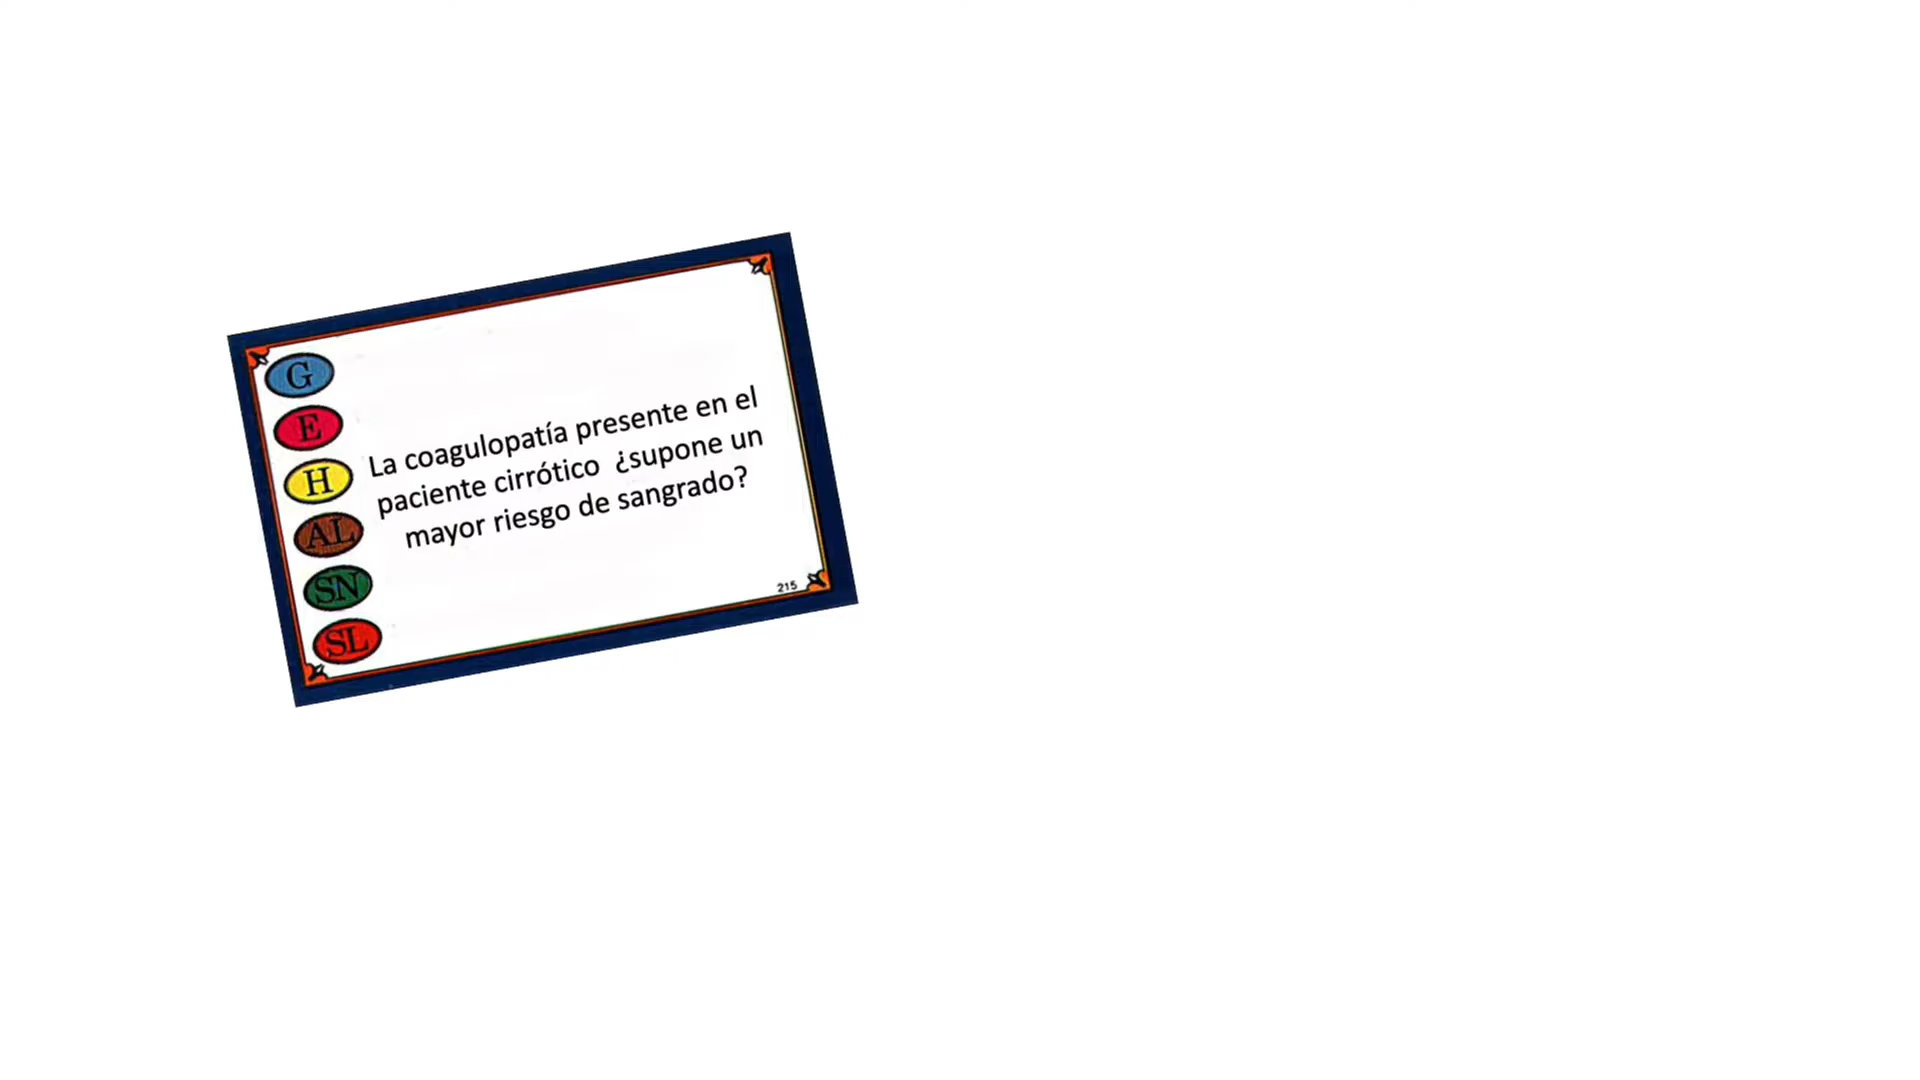 G
E
H
AL
SN
SL
La coagulopatía presente en el
paciente cirrótico ¿supone un
mayor riesgo de sangrado?
215